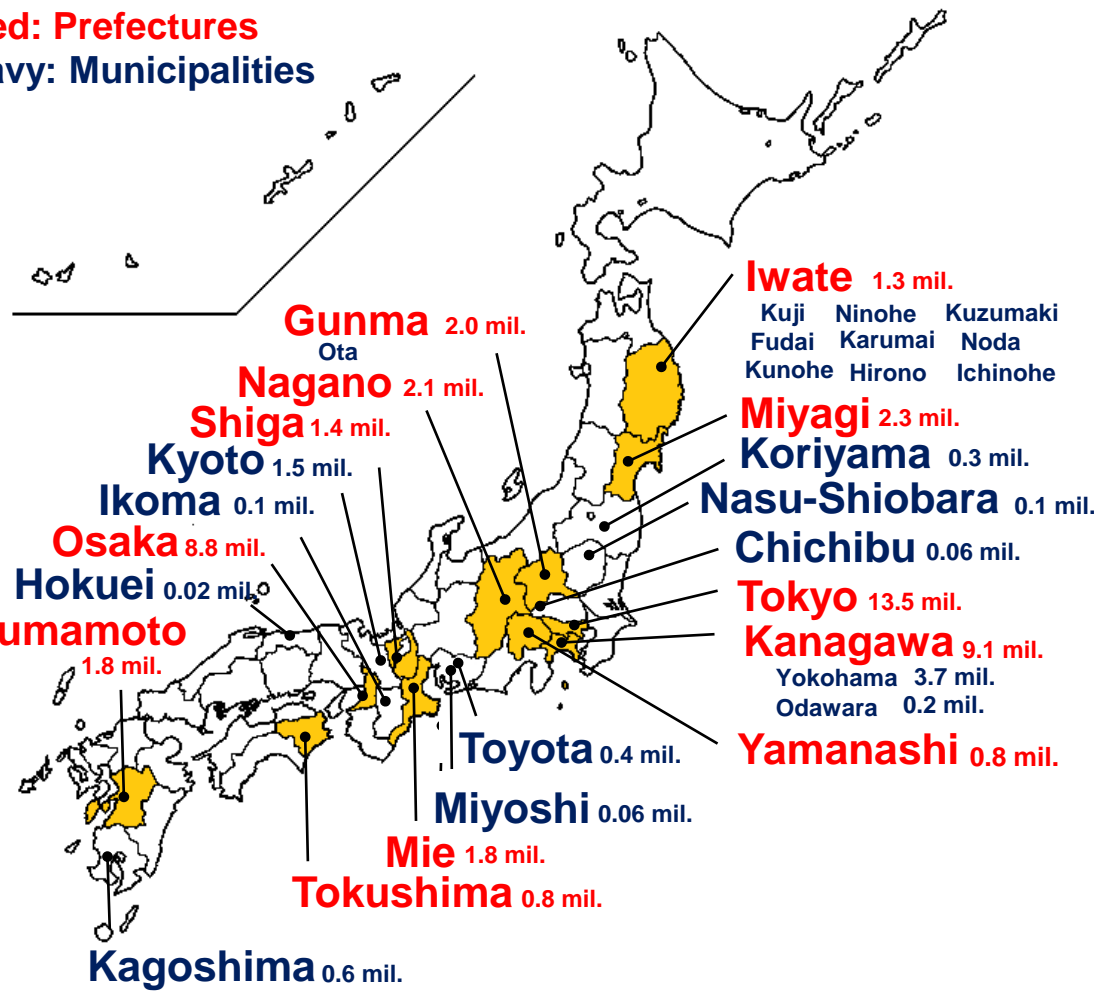 ed: Prefectures
avy: Municipalities
Iwate 1.3 mil.
Kuji Ninohe Kuzumaki
Fudai Karumai Noda
Kunohe Hirono Ichinohe
Gunma 2.0 mil.
Ota
Nagano 2.1 mil.
Shiga 1.4 mil.
Kyoto 1.5 mil.
Ikoma 0.1 mil.
Osaka 8.8 mil.
Hokuei 0.02 mil.
umamoto
1.8 mil.
Miyagi 2.3 mil.
Koriyama 0.3 mil.
Nasu-Shiobara 0.1 mil.
Chichibu 0.06 mil.
Tokyo 13.5 mil.
Kanagawa 9.1 mil.
Yokohama 3.7 mil.
Odawara 0.2 mil.
Yamanashi 0.8 mil.
Toyota 0.4 mil.
Miyoshi 0.06 mil.
Mie 1.8 mil.
Tokushima 0.8 mil.
Kagoshima 0.6 mil.